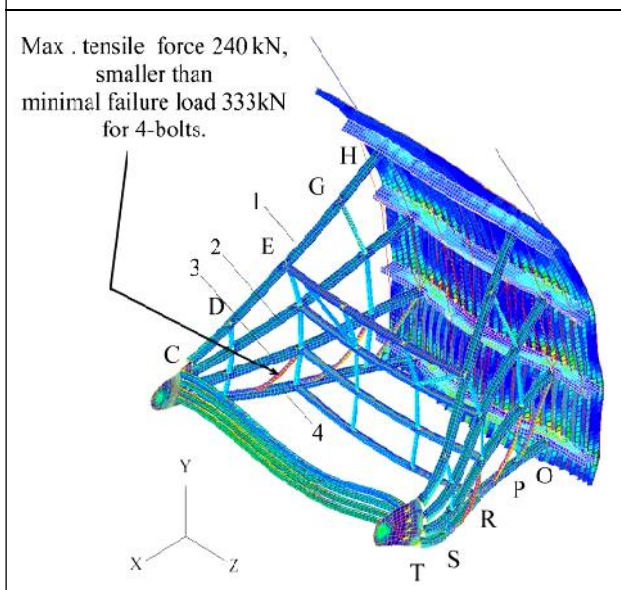 Max . tensile force 240 kN,
smaller than
minimal failure load 333kN
for 4-bolts.
H
G
1
E
2
3
D
C
4
Y
O
P
R
X
Z
S
T